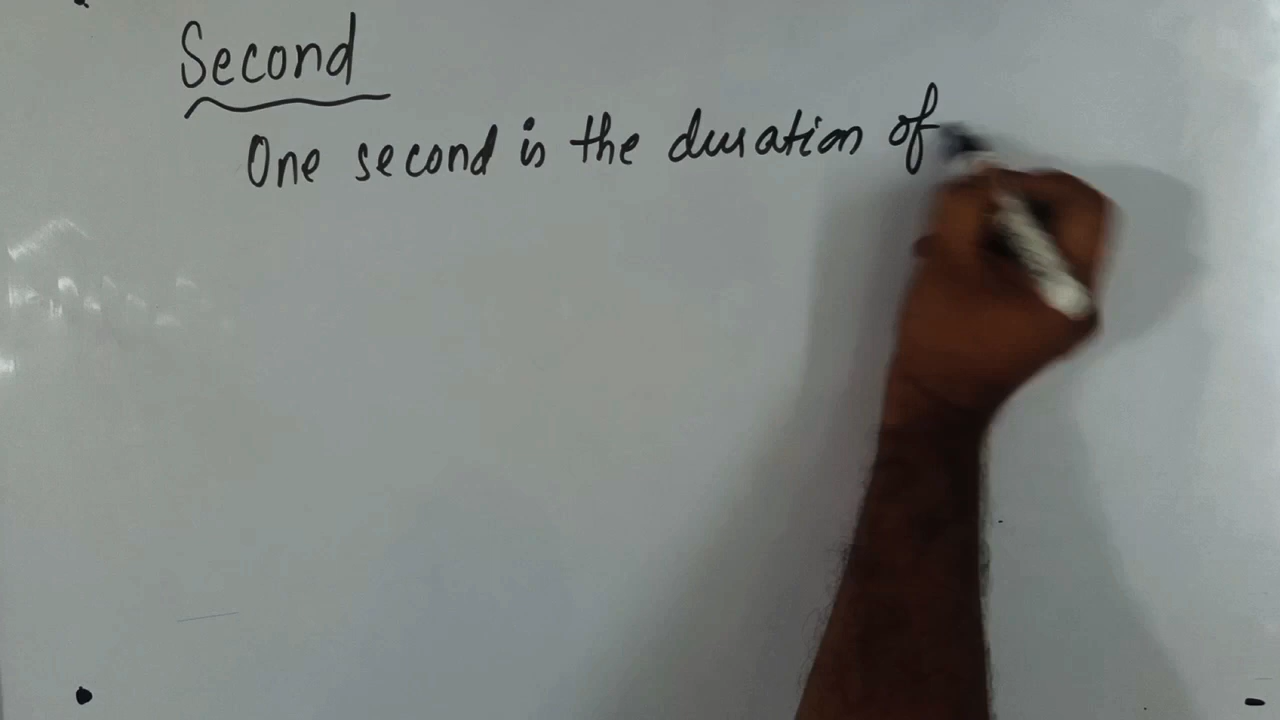 Second
One second is the duration of